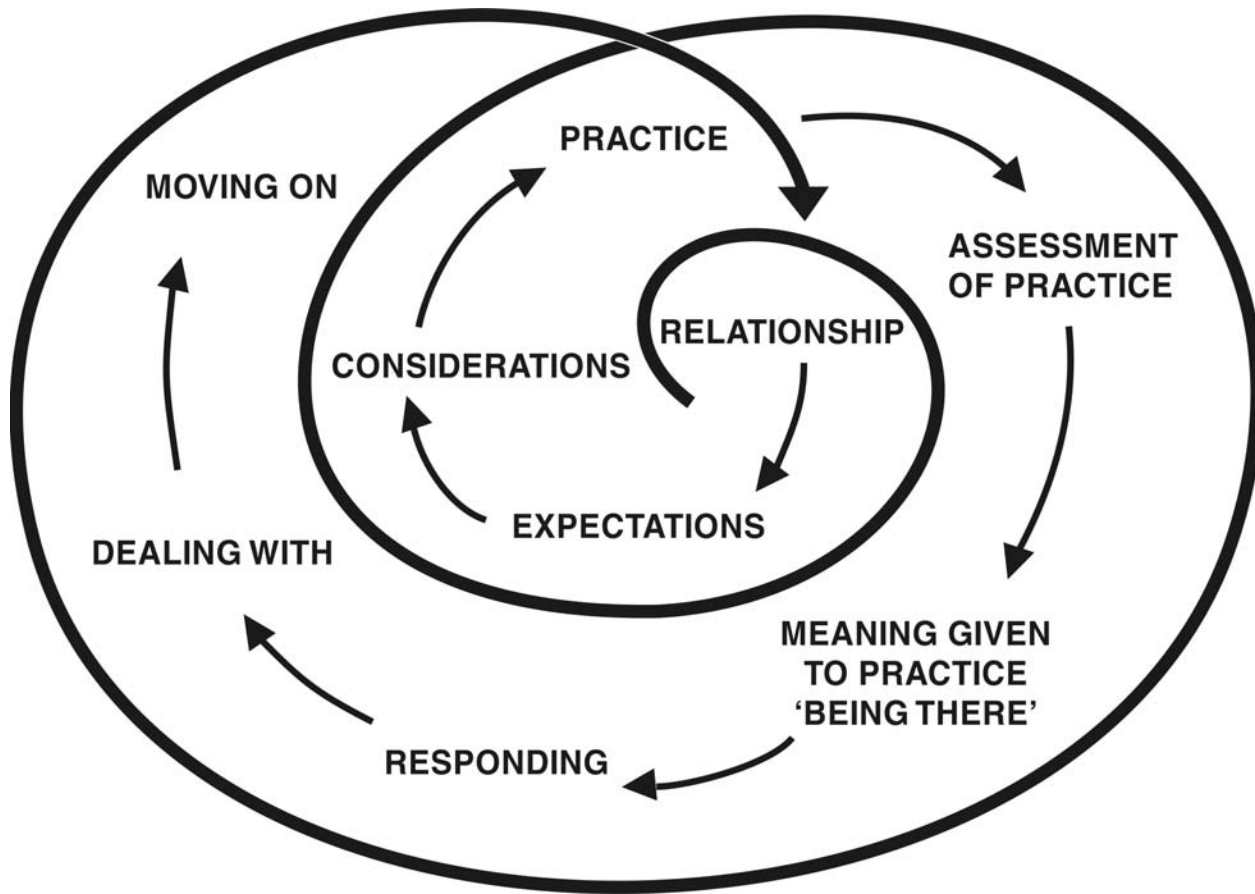 PRACTICE
MOVING ON
ASSESSMENT
OF PRACTICE
RELATIONSHIP
CONSIDERATIONS
EXPECTATIONS
DEALING WITH
MEANING GIVEN
TO PRACTICE
‘BEING THERE’
RESPONDING